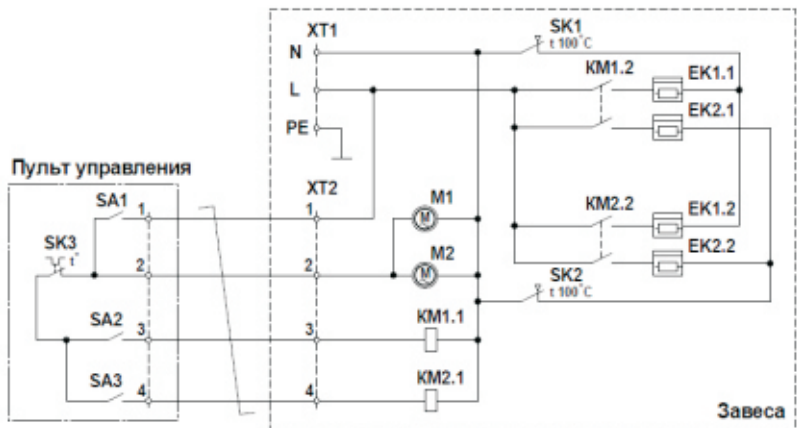 XT1
SK1
t 100°C
N
KM1.2
EK1.1
L
EK2.1
PE
Пульт управления
SA1
1
XT2
1
M1
M
KM2.2
EK1.2
SK3
t°
2
2
M2
M
EK2.2
SK2
t 100°C
SA2
3
3
KM1.1
SA3
4
4
KM2.1
Завеса